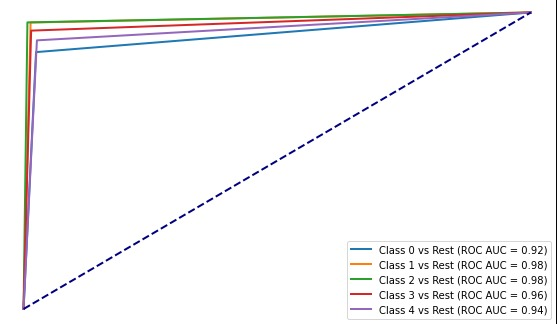 Class 0 vs Rest (ROC AUC = 0.92)
Class 1 vs Rest (ROC AUC = 0.98)
Class 2 vs Rest (ROC AUC = 0.98)
Class 3 vs Rest (ROC AUC = 0.96)
Class 4 vs Rest (ROC AUC = 0.94)